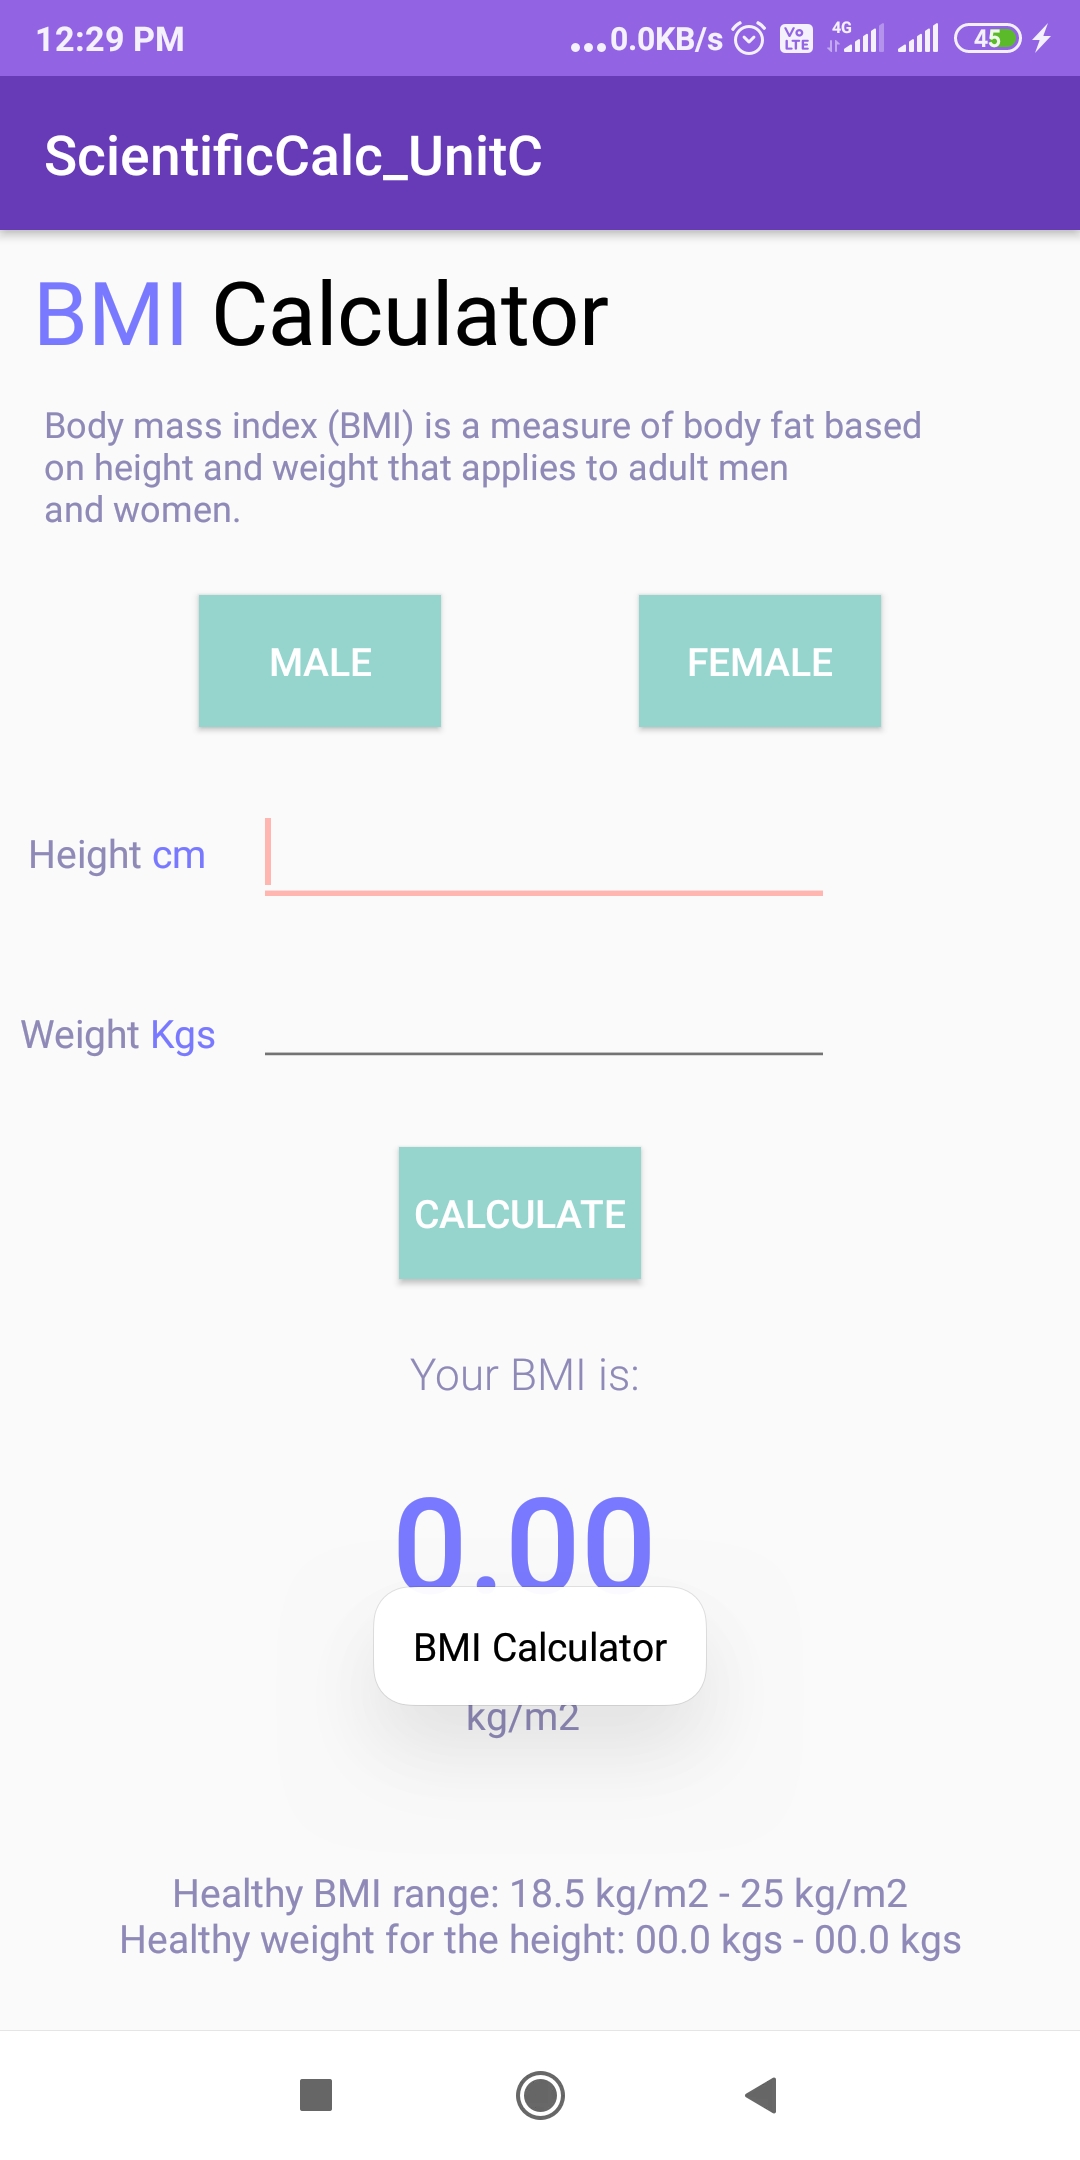 12:29 PM ...0.0KB/s Vo LTE 4G 45
ScientificCalc_UnitC
BMI Calculator
Body mass index (BMI) is a measure of body fat based
on height and weight that applies to adult men
and women.
MALE FEMALE
Height cm
Weight Kgs
CALCULATE
Your BMI is:
0.00
BMI Calculator
kg/m2
Healthy BMI range: 18.5 kg/m2 - 25 kg/m2
Healthy weight for the height: 00.0 kgs - 00.0 kgs